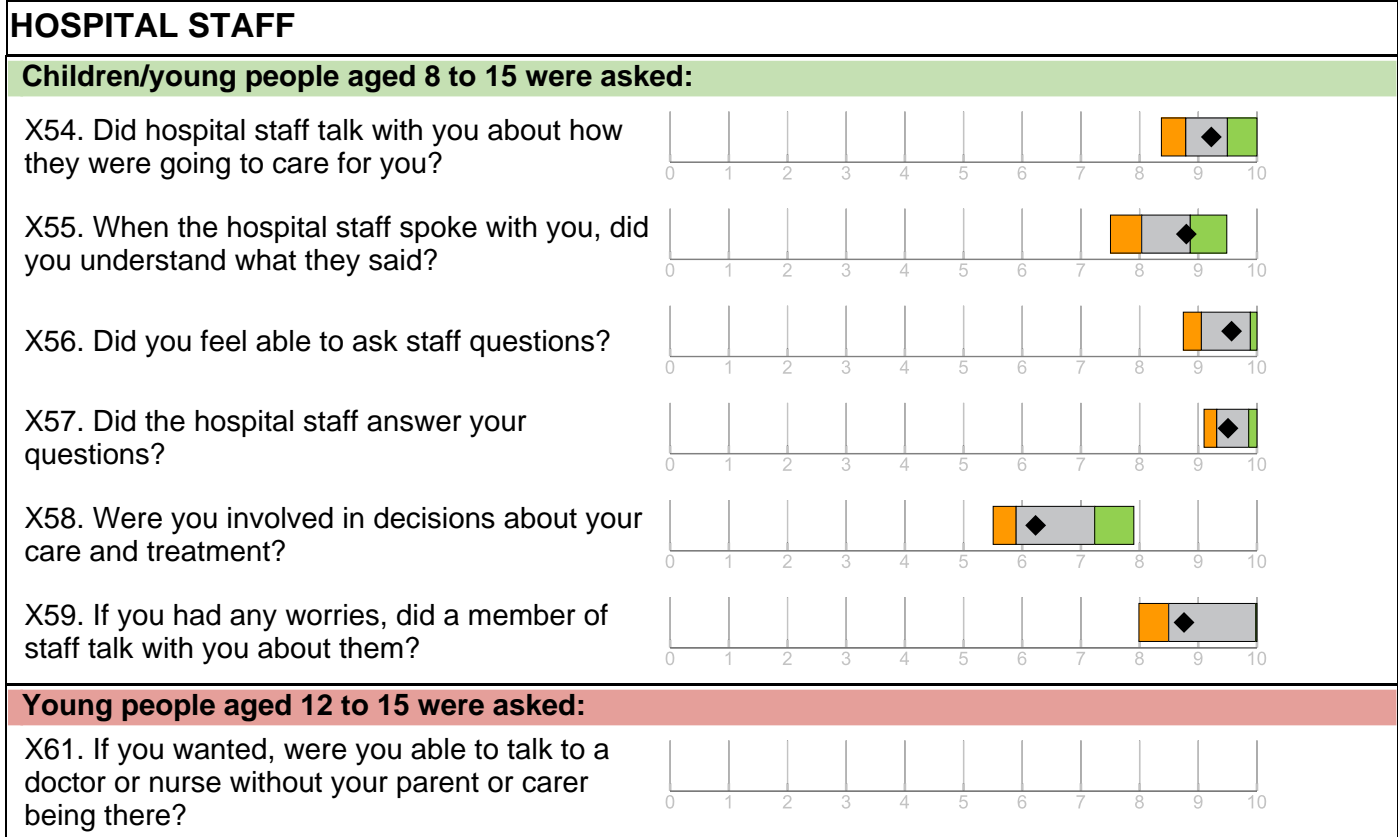 HOSPITAL STAFF
Children/young people aged 8 to 15 were asked:
X54. Did hospital staff talk with you about how
they were going to care for you?
0 1 2 3 4 5 6 7 8 9 10
X55. When the hospital staff spoke with you, did
you understand what they said?
0 1 2 3 4 5 6 7 8 9 10
X56. Did you feel able to ask staff questions?
0 1 2 3 4 5 6 7 8 9 10
X57. Did the hospital staff answer your
questions?
0 1 2 3 4 5 6 7 8 9 10
X58. Were you involved in decisions about your
care and treatment?
0 1 2 3 4 5 6 7 8 9 10
X59. If you had any worries, did a member of
staff talk with you about them?
0 1 2 3 4 5 6 7 8 9 10
Young people aged 12 to 15 were asked:
X61. If you wanted, were you able to talk to a
doctor or nurse without your parent or carer
being there?
0 1 2 3 4 5 6 7 8 9 10